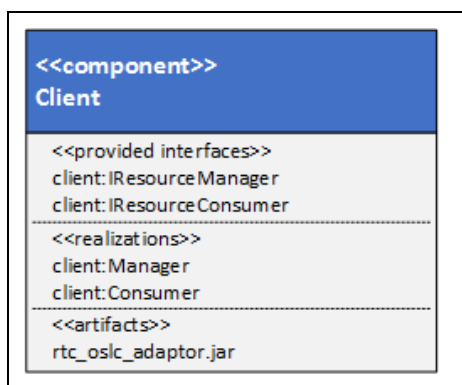 <<component>>
Client
<<provided interfaces>>
client:IResourceManager
client:IResourceConsumer
<<realizations>>
client:Manager
client:Consumer
<<artifacts>>
rtc_oslc_adaptor.jar